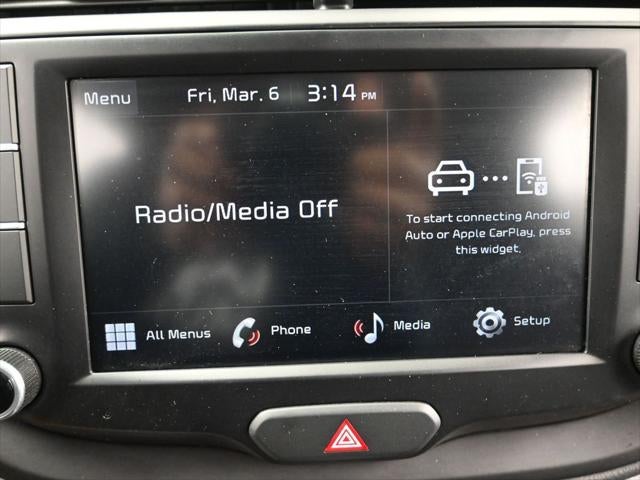 Menu Fri, Mar. 6 3:14 PM
Radio/Media Off
To start connecting Android
Auto or Apple CarPlay, press
this widget.
All Menus Phone Media Setup